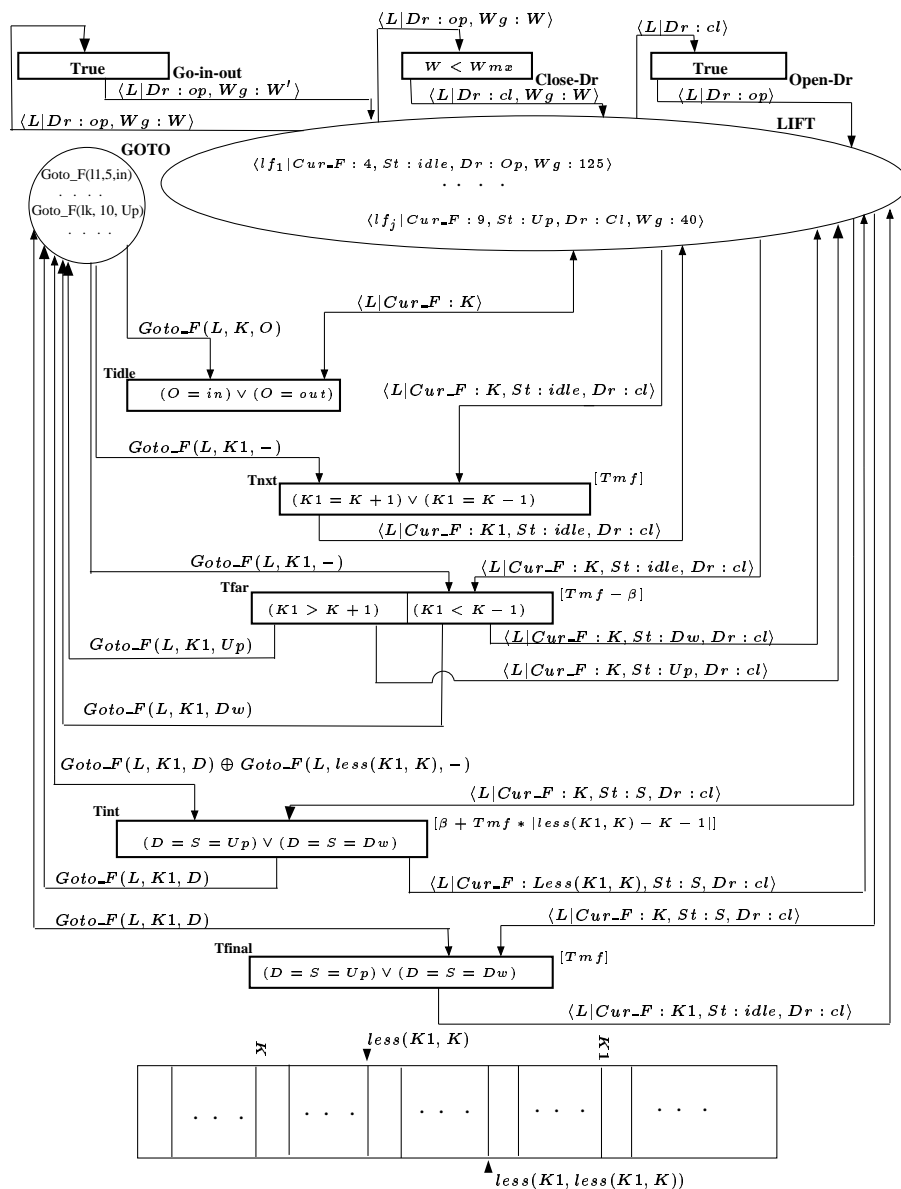 ⟨L|Dr : op, Wg : W⟩
⟨L|Dr : cl⟩
True
Go-in-out
W < Wmx
Close-Dr
True
Open-Dr
⟨L|Dr : op, Wg : W'⟩
⟨L|Dr : cl, Wg : W⟩
⟨L|Dr : op⟩
⟨L|Dr : op, Wg : W⟩
LIFT
GOTO
⟨lf₁|Cur_F : 4, St : idle, Dr : Op, Wg : 125⟩
. . . .
⟨lfⱼ|Cur_F : 9, St : Up, Dr : Cl, Wg : 40⟩
Goto_F(l1,5,in)
. . . .
Goto_F(lk, 10, Up)
. . . .
⟨L|Cur_F : K⟩
Goto_F(L, K, O)
Tidle
(O = in) ∨ (O = out)
⟨L|Cur_F : K, St : idle, Dr : cl⟩
Goto_F(L, K1, −)
Tnxt
(K1 = K + 1) ∨ (K1 = K − 1)
[Tmf]
⟨L|Cur_F : K1, St : idle, Dr : cl⟩
Goto_F(L, K1, −)
⟨L|Cur_F : K, St : idle, Dr : cl⟩
Tfar
(K1 > K + 1)
(K1 < K − 1)
[Tmf − β]
Goto_F(L, K1, Up)
⟨L|Cur_F : K, St : Dw, Dr : cl⟩
⟨L|Cur_F : K, St : Up, Dr : cl⟩
Goto_F(L, K1, Dw)
Goto_F(L, K1, D) ⊕ Goto_F(L, less(K1, K), −)
⟨L|Cur_F : K, St : S, Dr : cl⟩
Tint
(D = S = Up) ∨ (D = S = Dw)
[β + Tmf * |less(K1, K) − K − 1|]
Goto_F(L, K1, D)
⟨L|Cur_F : Less(K1, K), St : S, Dr : cl⟩
Goto_F(L, K1, D)
⟨L|Cur_F : K, St : S, Dr : cl⟩
Tfinal
(D = S = Up) ∨ (D = S = Dw)
[Tmf]
⟨L|Cur_F : K1, St : idle, Dr : cl⟩
less(K1, K)
K
K1
. . .
. . .
. . .
. . .
. . .
less(K1, less(K1, K))